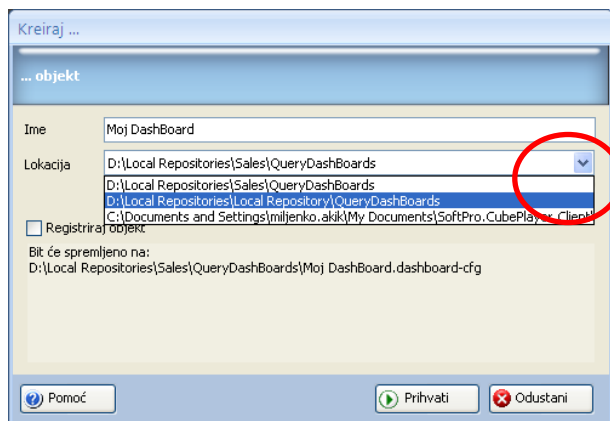 Kreiraj ...
... objekt
Ime
Moj DashBoard
Lokacija
D:\Local Repositories\Sales\QueryDashBoards
D:\Local Repositories\Sales\QueryDashBoards
D:\Local Repositories\Local Repository\QueryDashBoards
C:\Documents and Settings\miljenko.akik\My Documents\SoftPro.CubePlayer_Client\
Registriraj objekt
Bit će spremljeno na:
D:\Local Repositories\Sales\QueryDashBoards\Moj DashBoard.dashboard-cfg
Pomoć
Prihvati
Odustani